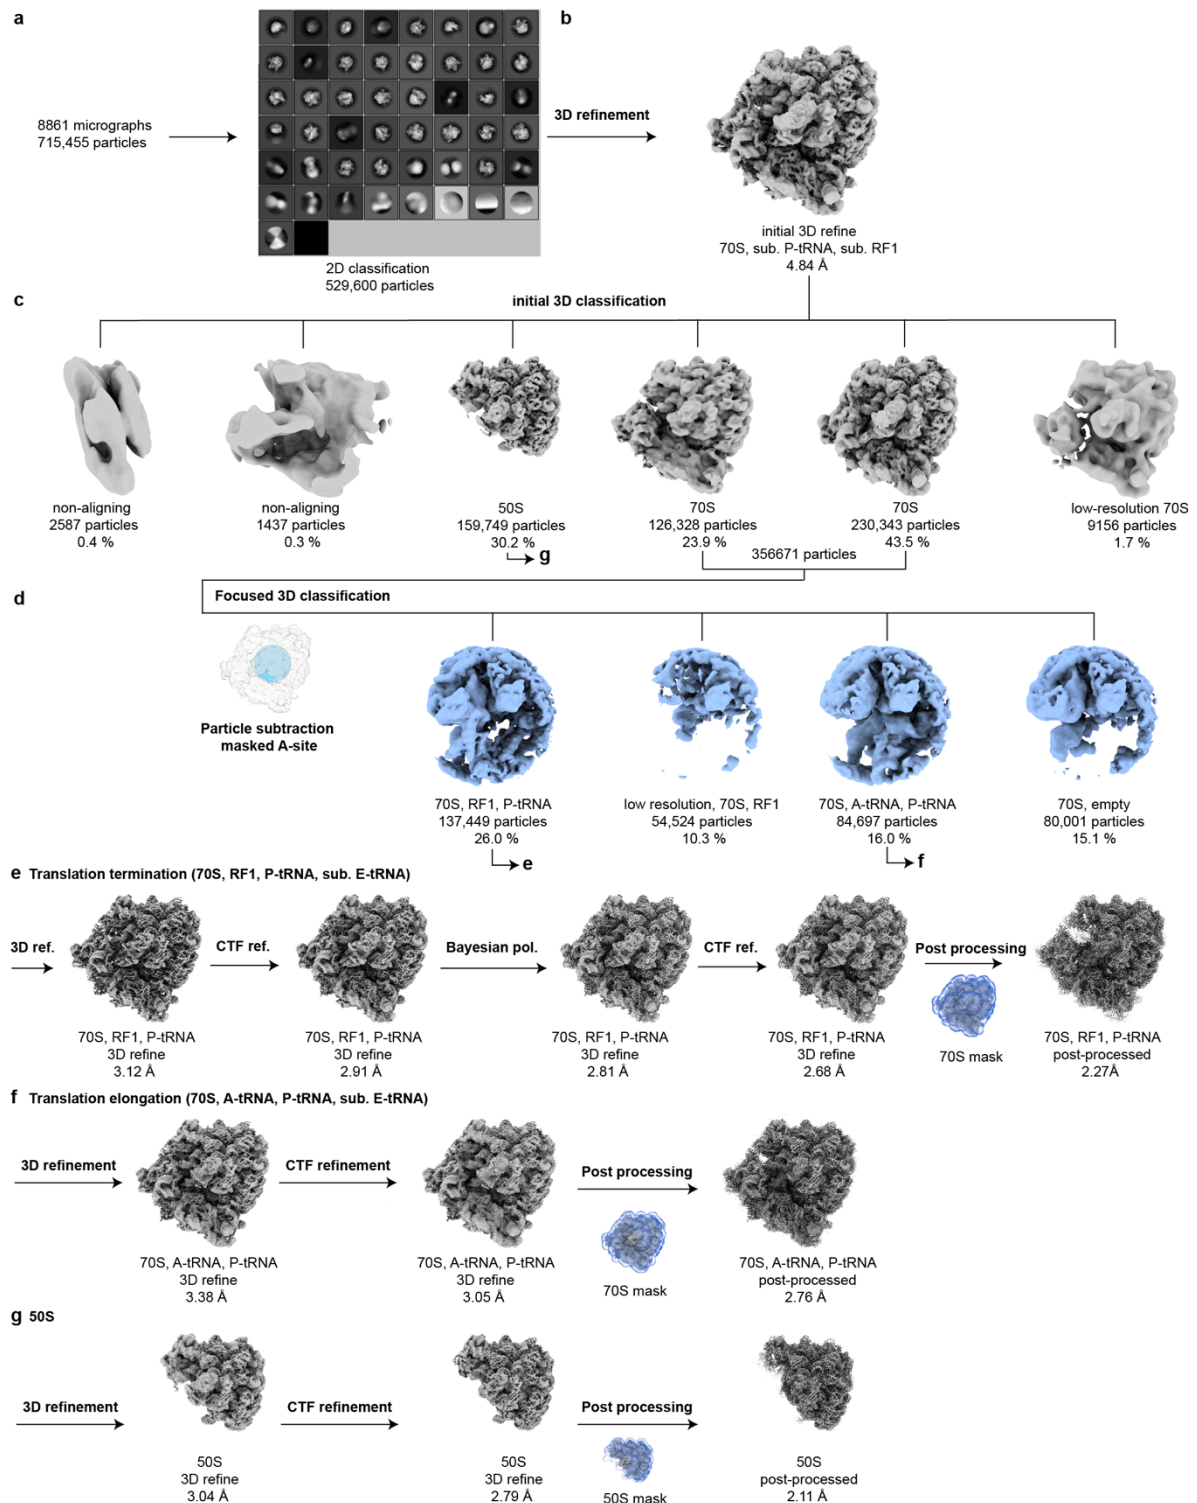 a
8861 micrographs
715,455 particles
2D classification
529,600 particles
b
3D refinement
initial 3D refine
70S, sub. P-tRNA, sub. RF1
4.84 Å
c
initial 3D classification
non-aligning
2587 particles
0.4 %
non-aligning
1437 particles
0.3 %
50S
159,749 particles
30.2 %
g
70S
126,328 particles
23.9 %
70S
230,343 particles
43.5 %
356671 particles
low-resolution 70S
9156 particles
1.7 %
d
Focused 3D classification
Particle subtraction
masked A-site
70S, RF1, P-tRNA
137,449 particles
26.0 %
e
low resolution, 70S, RF1
54,524 particles
10.3 %
70S, A-tRNA, P-tRNA
84,697 particles
16.0 %
f
70S, empty
80,001 particles
15.1 %
e Translation termination (70S, RF1, P-tRNA, sub. E-tRNA)
3D ref.
70S, RF1, P-tRNA
3D refine
3.12 Å
CTF ref.
70S, RF1, P-tRNA
3D refine
2.91 Å
Bayesian pol.
70S, RF1, P-tRNA
3D refine
2.81 Å
CTF ref.
70S, RF1, P-tRNA
3D refine
2.68 Å
Post processing
70S mask
70S, RF1, P-tRNA
post-processed
2.27Å
f Translation elongation (70S, A-tRNA, P-tRNA, sub. E-tRNA)
3D refinement
70S, A-tRNA, P-tRNA
3D refine
3.38 Å
CTF refinement
70S, A-tRNA, P-tRNA
3D refine
3.05 Å
Post processing
70S mask
70S, A-tRNA, P-tRNA
post-processed
2.76 Å
g 50S
3D refinement
50S
3D refine
3.04 Å
CTF refinement
50S
3D refine
2.79 Å
Post processing
50S mask
50S
post-processed
2.11 Å